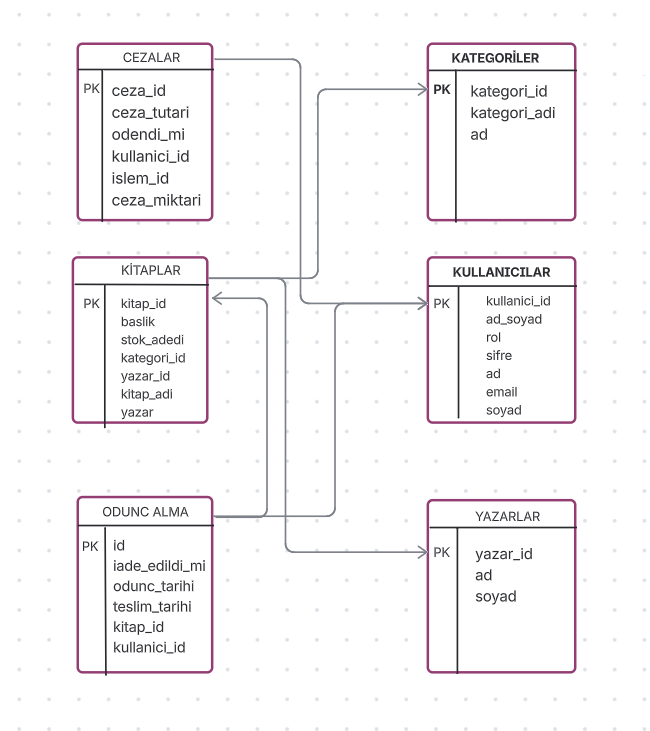 CEZALAR
PK
ceza_id
ceza_tutari
odendi_mi
kullanici_id
islem_id
ceza_miktari
KATEGORİLER
PK
kategori_id
kategori_adi
ad
KİTAPLAR
PK
kitap_id
baslik
stok_adedi
kategori_id
yazar_id
kitap_adi
yazar
KULLANICILAR
PK
kullanici_id
ad_soyad
rol
sifre
ad
email
soyad
ODUNC ALMA
PK
id
iade_edildi_mi
odunc_tarihi
teslim_tarihi
kitap_id
kullanici_id
YAZARLAR
PK
yazar_id
ad
soyad